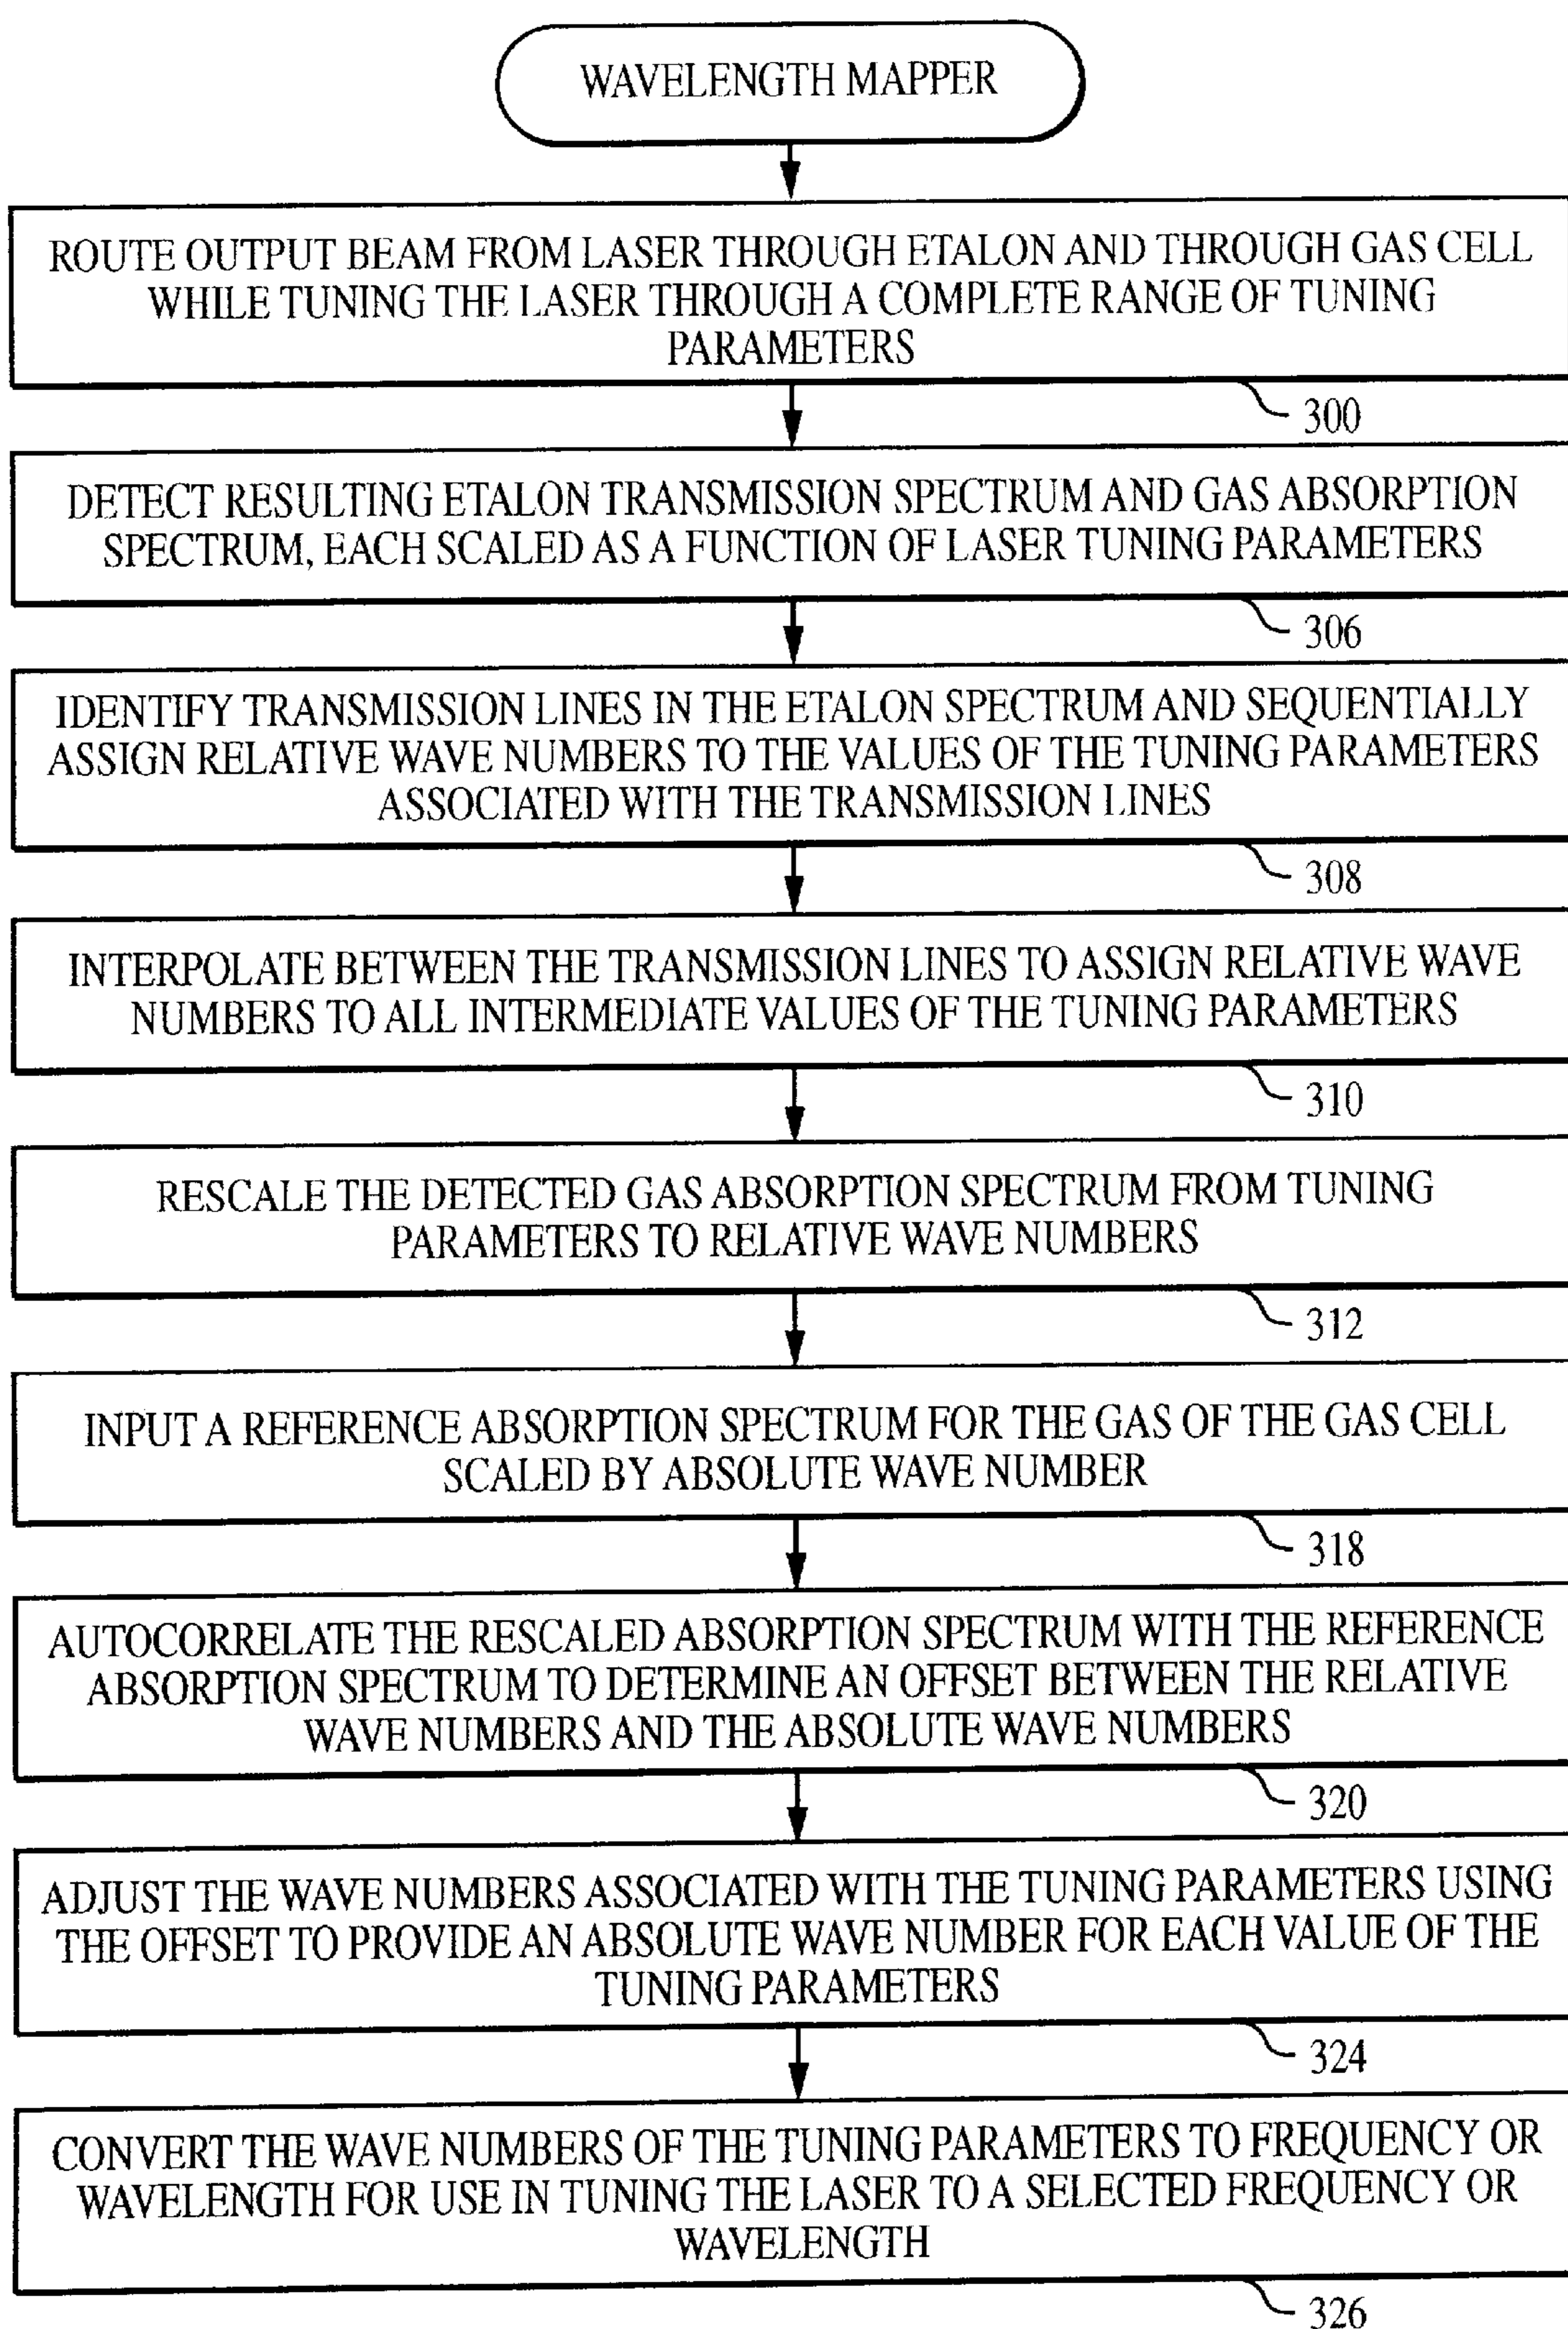 WAVELENGTH MAPPER
ROUTE OUTPUT BEAM FROM LASER THROUGH ETALON AND THROUGH GAS CELL
WHILE TUNING THE LASER THROUGH A COMPLETE RANGE OF TUNING
PARAMETERS
300
DETECT RESULTING ETALON TRANSMISSION SPECTRUM AND GAS ABSORPTION
SPECTRUM, EACH SCALED AS A FUNCTION OF LASER TUNING PARAMETERS
306
IDENTIFY TRANSMISSION LINES IN THE ETALON SPECTRUM AND SEQUENTIALLY
ASSIGN RELATIVE WAVE NUMBERS TO THE VALUES OF THE TUNING PARAMETERS
ASSOCIATED WITH THE TRANSMISSION LINES
308
INTERPOLATE BETWEEN THE TRANSMISSION LINES TO ASSIGN RELATIVE WAVE
NUMBERS TO ALL INTERMEDIATE VALUES OF THE TUNING PARAMETERS
310
RESCALE THE DETECTED GAS ABSORPTION SPECTRUM FROM TUNING
PARAMETERS TO RELATIVE WAVE NUMBERS
312
INPUT A REFERENCE ABSORPTION SPECTRUM FOR THE GAS OF THE GAS CELL
SCALED BY ABSOLUTE WAVE NUMBER
318
AUTOCORRELATE THE RESCALED ABSORPTION SPECTRUM WITH THE REFERENCE
ABSORPTION SPECTRUM TO DETERMINE AN OFFSET BETWEEN THE RELATIVE
WAVE NUMBERS AND THE ABSOLUTE WAVE NUMBERS
320
ADJUST THE WAVE NUMBERS ASSOCIATED WITH THE TUNING PARAMETERS USING
THE OFFSET TO PROVIDE AN ABSOLUTE WAVE NUMBER FOR EACH VALUE OF THE
TUNING PARAMETERS
324
CONVERT THE WAVE NUMBERS OF THE TUNING PARAMETERS TO FREQUENCY OR
WAVELENGTH FOR USE IN TUNING THE LASER TO A SELECTED FREQUENCY OR
WAVELENGTH
326